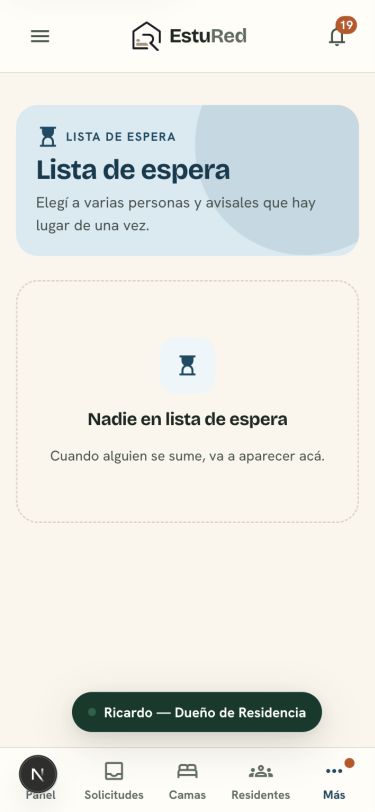 EstuRed
19
LISTA DE ESPERA
Lista de espera
Elegí a varias personas y avisales que hay
lugar de una vez.
Nadie en lista de espera
Cuando alguien se sume, va a aparecer acá.
Ricardo — Dueño de Residencia
N
Panel
Solicitudes
Camas
Residentes
Más